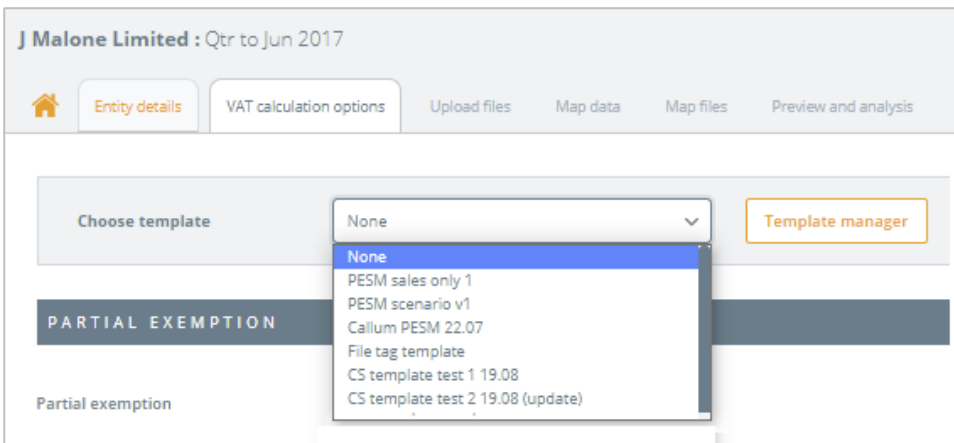 J Malone Limited : Qtr to Jun 2017
Entity details VAT calculation options Upload files Map data Map files Preview and analysis
Choose template None Template manager
None
PESM sales only 1
PESM scenario v1
Callum PESM 22.07
File tag template
CS template test 1 19.08
CS template test 2 19.08 (update)
PARTIAL EXEMPTION
Partial exemption